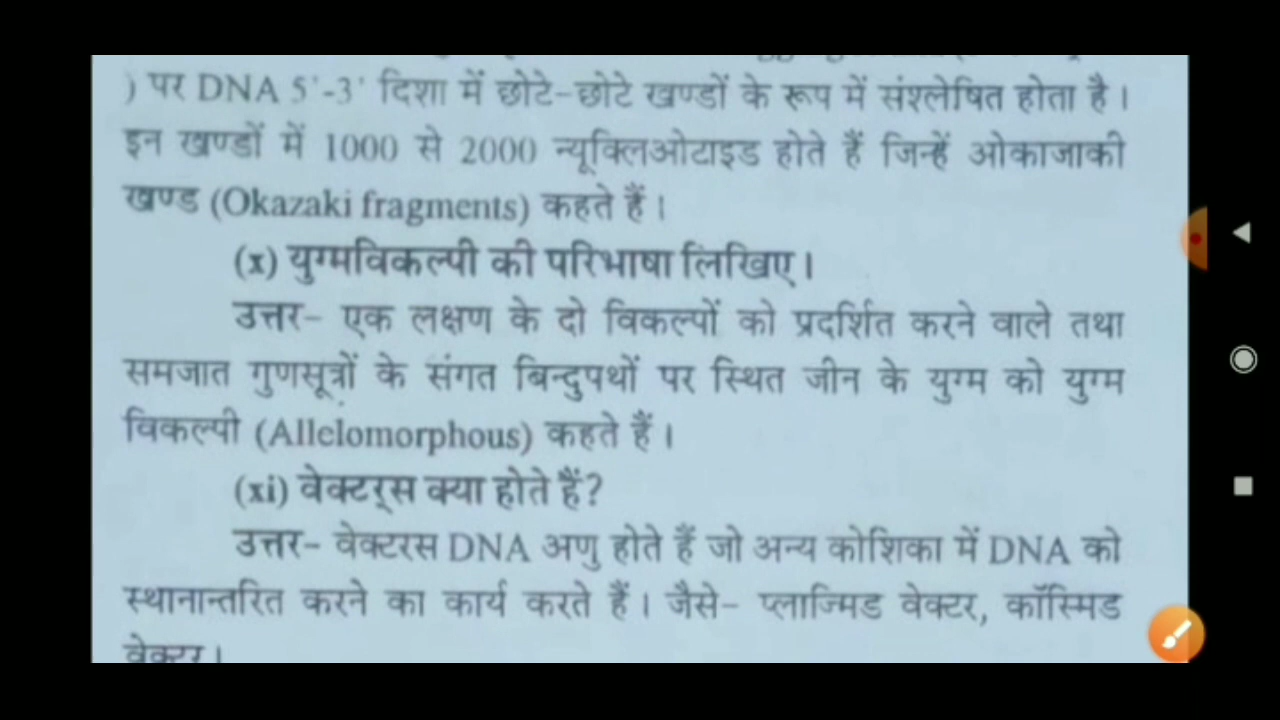 ) पर DNA 5'-3' दिशा में छोटे-छोटे खण्डों के रूप में संश्लेषित होता है।
इन खण्डों में 1000 से 2000 न्यूक्लिओटाइड होते हैं जिन्हें ओकाजाकी
खण्ड (Okazaki fragments) कहते हैं।
(x) युग्मविकल्पी की परिभाषा लिखिए।
उत्तर- एक लक्षण के दो विकल्पों को प्रदर्शित करने वाले तथा
समजात गुणसूत्रों के संगत बिन्दुपथों पर स्थित जीन के युग्म को युग्म
विकल्पी (Allelomorphous) कहते हैं।
(xi) वेक्टर्स क्या होते हैं?
उत्तर- वेक्टरस DNA अणु होते हैं जो अन्य कोशिका में DNA को
स्थानान्तरित करने का कार्य करते हैं। जैसे- प्लाज्मिड वेक्टर, कॉस्मिड
वेक्टर।